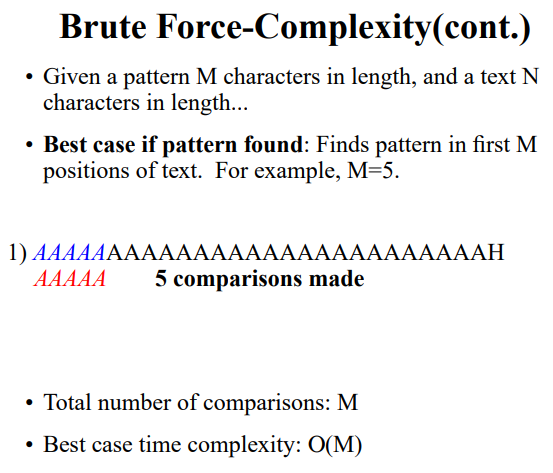 Brute Force-Complexity(cont.)
• Given a pattern M characters in length, and a text N
characters in length...
• Best case if pattern found: Finds pattern in first M
positions of text. For example, M=5.
1) AAAAAAAAAAAAAAAAAAAAAAAAAAAH
AAAAA 5 comparisons made
• Total number of comparisons: M
• Best case time complexity: O(M)